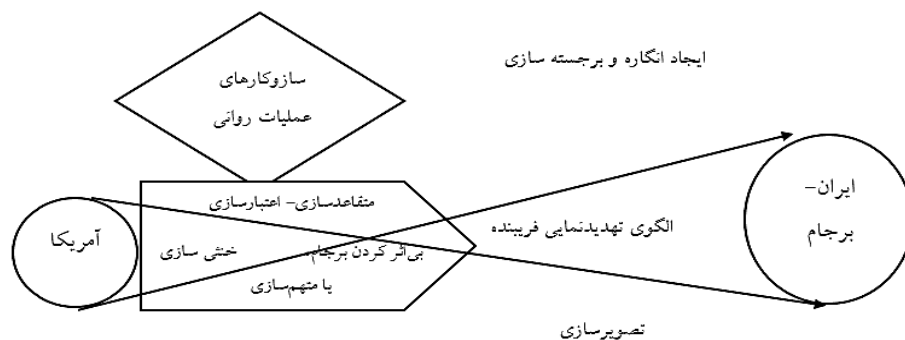 ایجاد انگاره و برجسته سازی
سازوکارهای
عملیات روانی
ایران-
برجام
متقاعدسازی- اعتبارسازی
الگوی تهدیدنمایی فریبنده
آمریکا
بی‌اثر کردن برجام- خنثی سازی
یا متهم‌سازی
تصویرسازی